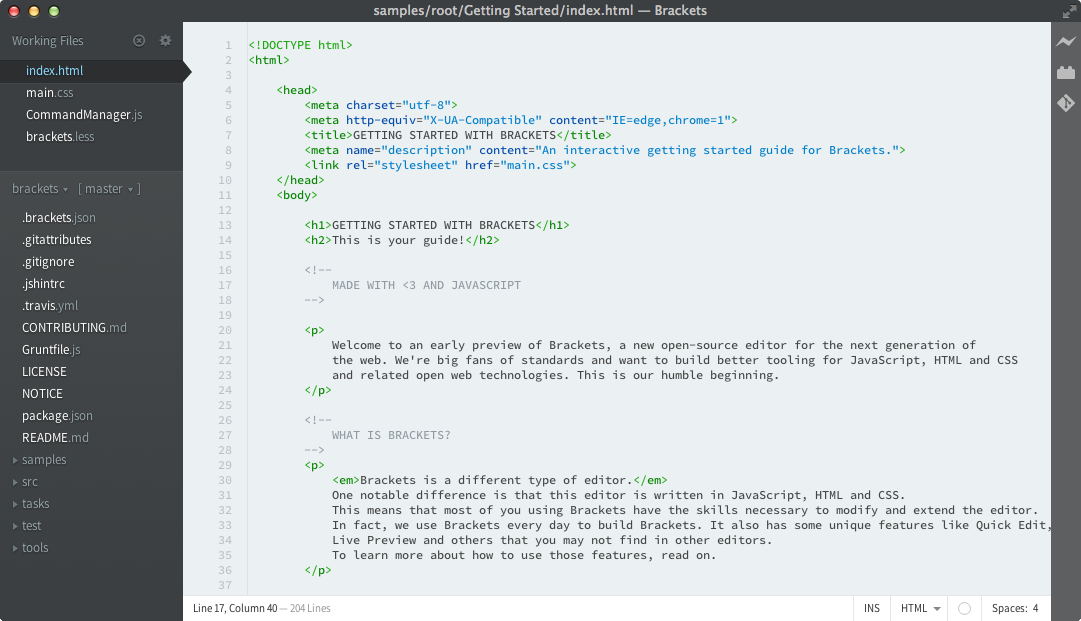 samples/root/Getting Started/index.html — Brackets
Working Files
index.html
main.css
CommandManager.js
brackets.less
brackets [ master ]
.brackets.json
.gitattributes
.gitignore
.jshintrc
.travis.yml
CONTRIBUTING.md
Gruntfile.js
LICENSE
NOTICE
package.json
README.md
samples
src
tasks
test
tools
1 <!DOCTYPE html>
2 <html>
3
4 <head>
5 <meta charset="utf-8">
6 <meta http-equiv="X-UA-Compatible" content="IE=edge,chrome=1">
7 <title>GETTING STARTED WITH BRACKETS</title>
8 <meta name="description" content="An interactive getting started guide for Brackets.">
9 <link rel="stylesheet" href="main.css">
10 </head>
11 <body>
12
13 <h1>GETTING STARTED WITH BRACKETS</h1>
14 <h2>This is your guide!</h2>
15
16 <!--
17 MADE WITH <3 AND JAVASCRIPT
18 -->
19
20 <p>
21 Welcome to an early preview of Brackets, a new open-source editor for the next generation of
22 the web. We're big fans of standards and want to build better tooling for JavaScript, HTML and CSS
23 and related open web technologies. This is our humble beginning.
24 </p>
25
26 <!--
27 WHAT IS BRACKETS?
28 -->
29 <p>
30 <em>Brackets is a different type of editor.</em>
31 One notable difference is that this editor is written in JavaScript, HTML and CSS.
32 This means that most of you using Brackets have the skills necessary to modify and extend the editor.
33 In fact, we use Brackets every day to build Brackets. It also has some unique features like Quick Edit,
34 Live Preview and others that you may not find in other editors.
35 To learn more about how to use those features, read on.
36 </p>
37
Line 17, Column 40 — 204 Lines
INS HTML Spaces: 4